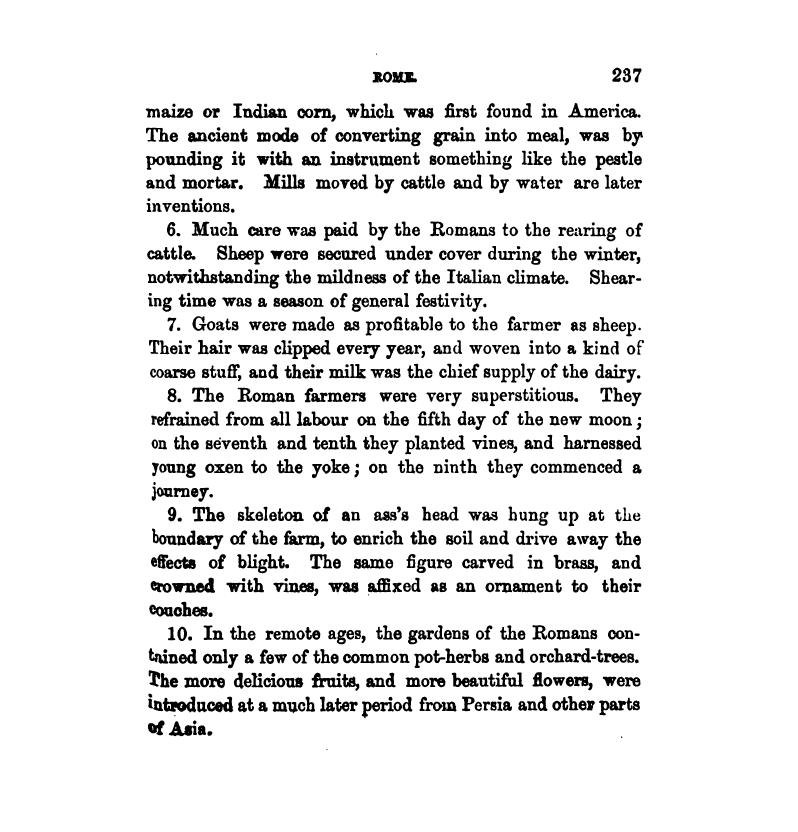 ROME.
237
maize or Indian corn, which was first found in America.
The ancient mode of converting grain into meal, was by
pounding it with an instrument something like the pestle
and mortar. Mills moved by cattle and by water are later
inventions.
6. Much care was paid by the Romans to the rearing of
cattle. Sheep were secured under cover during the winter,
notwithstanding the mildness of the Italian climate. Shear-
ing time was a season of general festivity.
7. Goats were made as profitable to the farmer as sheep.
Their hair was clipped every year, and woven into a kind of
coarse stuff, and their milk was the chief supply of the dairy.
8. The Roman farmers were very superstitious. They
refrained from all labour on the fifth day of the new moon;
on the seventh and tenth they planted vines, and harnessed
young oxen to the yoke; on the ninth they commenced a
journey.
9. The skeleton of an ass's head was hung up at the
boundary of the farm, to enrich the soil and drive away the
effects of blight. The same figure carved in brass, and
crowned with vines, was affixed as an ornament to their
couches.
10. In the remote ages, the gardens of the Romans con-
tained only a few of the common pot-herbs and orchard-trees.
The more delicious fruits, and more beautiful flowers, were
introduced at a much later period from Persia and other parts
of Asia.